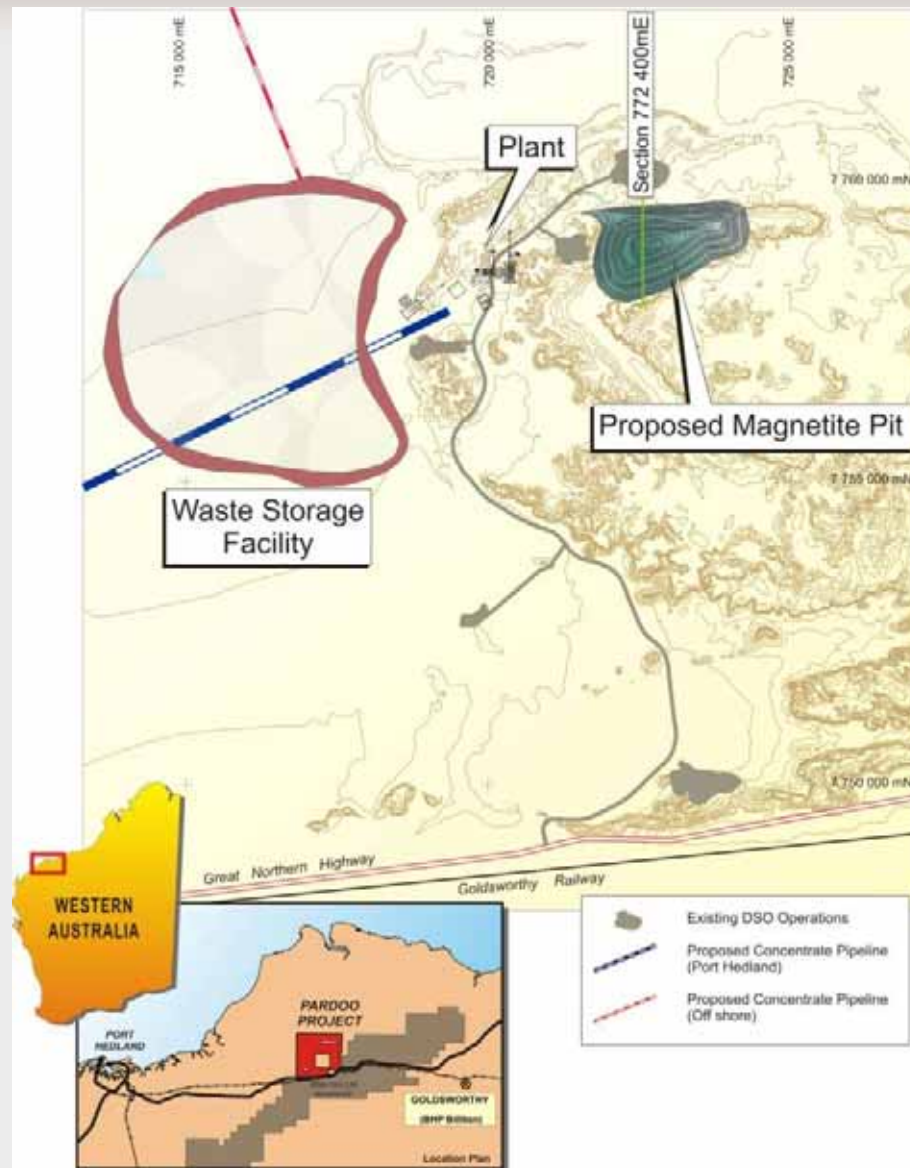 715 000 mE
720 000 mE
Section 772 400mE
725 000 mE
Plant
7 760 000 mN
Proposed Magnetite Pit
7 755 000 mN
Waste Storage
Facility
7 750 000 mN
Great Northern Highway
Goldsworthy Railway
WESTERN
AUSTRALIA
Existing DSO Operations
Proposed Concentrate Pipeline
(Port Hedland)
Proposed Concentrate Pipeline
(Off shore)
PARDOO
PROJECT
PORT
HEDLAND
GOLDSWORTHY
(BHP Billiton)
Location Plan